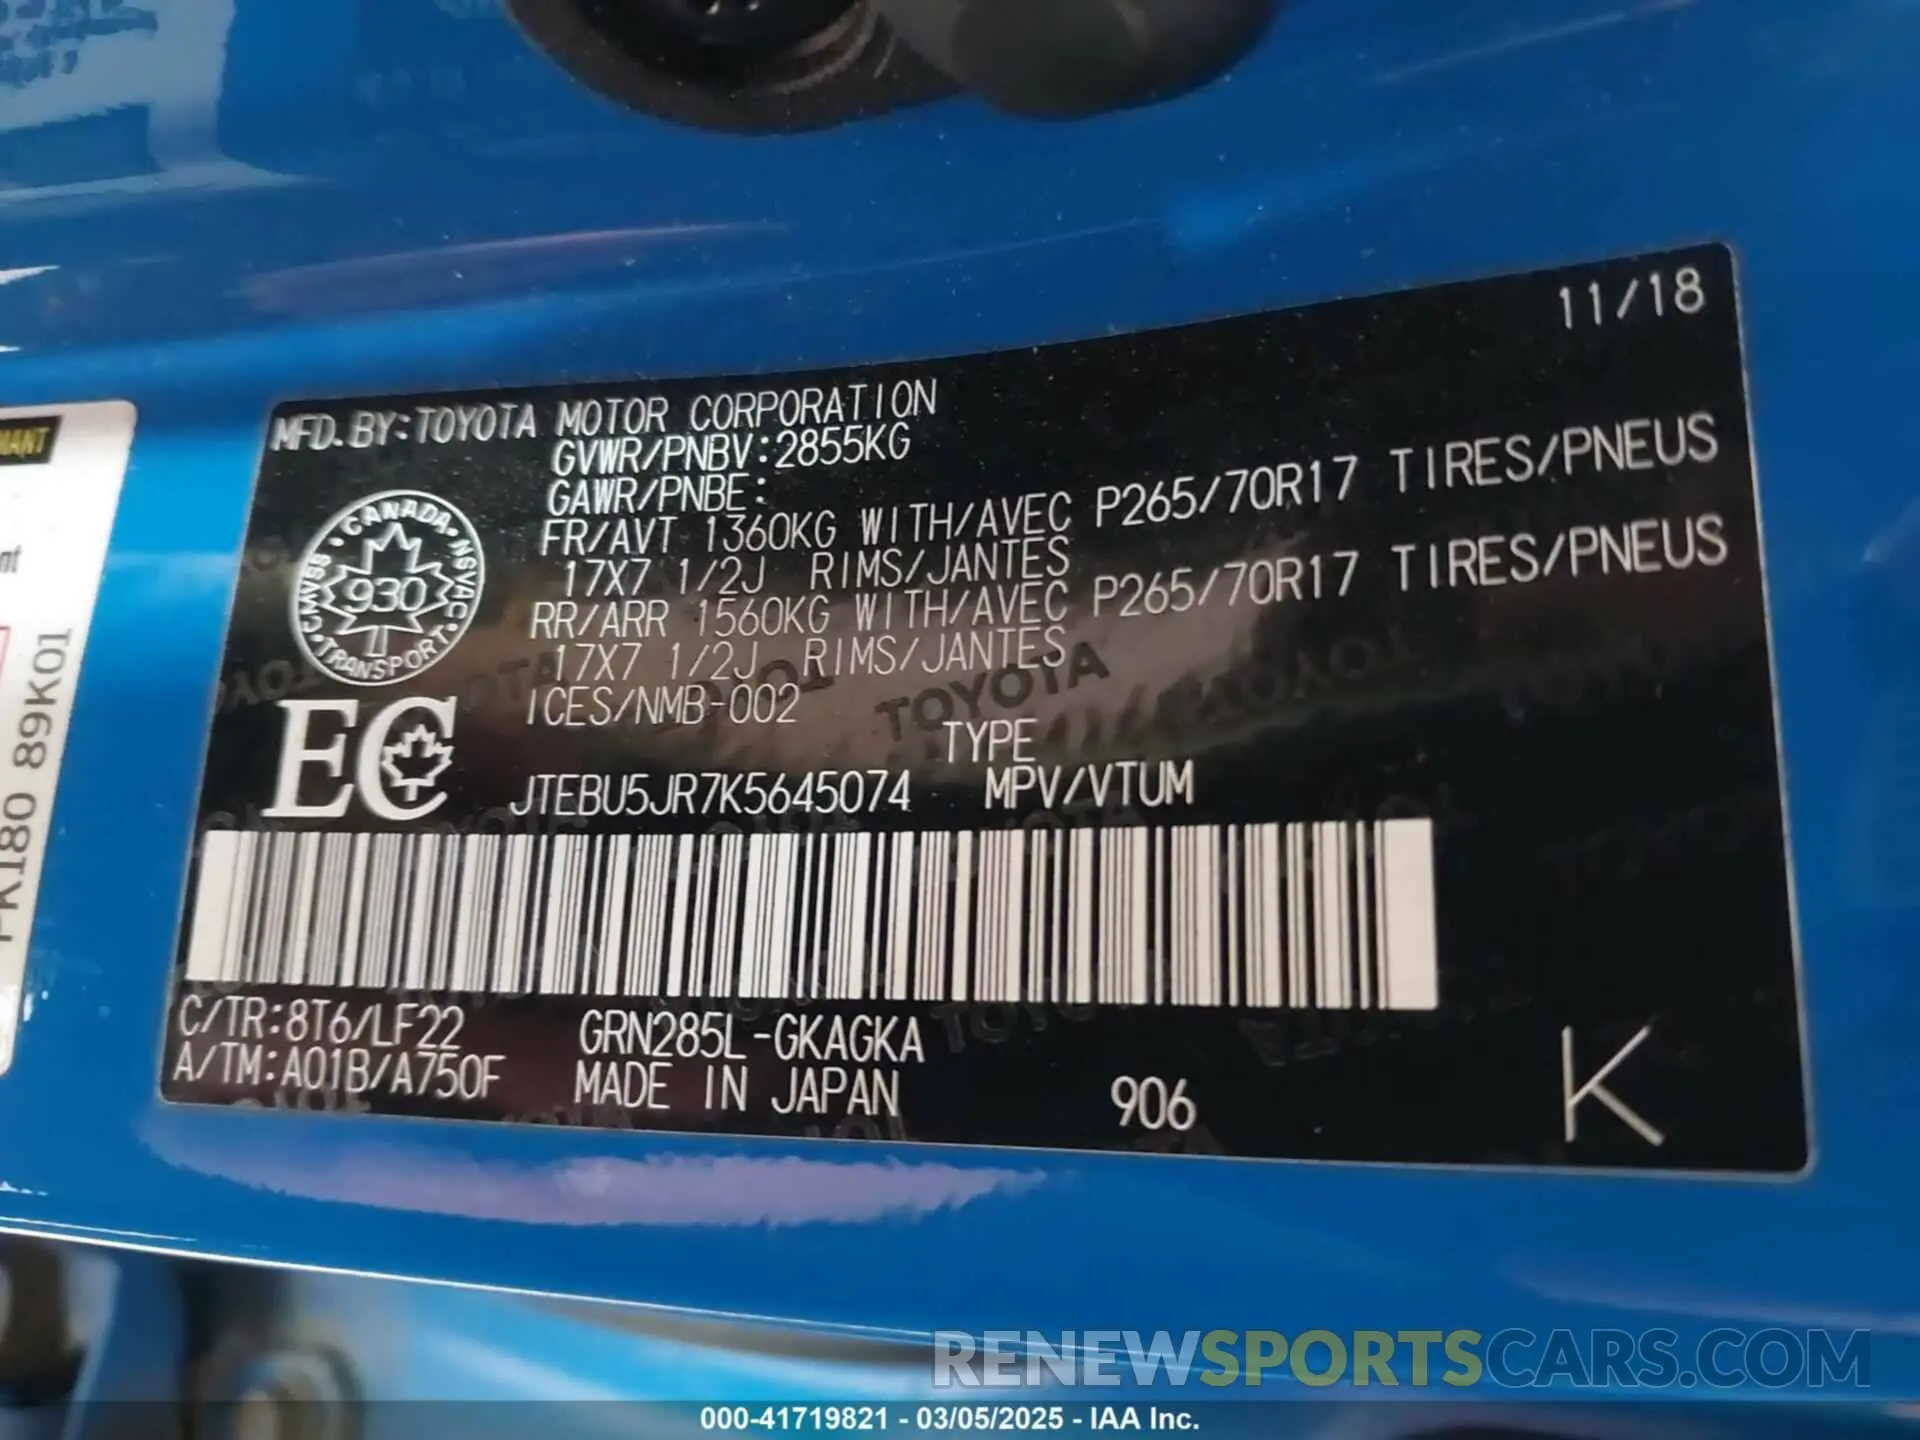 11/18
MFD. BY: TOYOTA MOTOR CORPORATION
GVWR/PNBV: 2855KG
GAWR/PNBE:
FR/AVT 1360KG WITH/AVEC P265/70R17 TIRES/PNEUS
17X7 1/2J RIMS/JANTES
RR/ARR 1560KG WITH/AVEC P265/70R17 TIRES/PNEUS
17X7 1/2J RIMS/JANTES
ICES/NMB-002
CANADA · NSVAC · TRANSPORT · CMVSS ·
930
EC
TYPE
JTEBU5JR7K5645074 MPV/VTUM
C/TR:8T6/LF22 GRN285L-GKAGKA
A/TM:A01B/A750F MADE IN JAPAN 906 K
TOYOTA
89K01
RENEWSPORTSCARS.COM
000-41719821 - 03/05/2025 - IAA Inc.